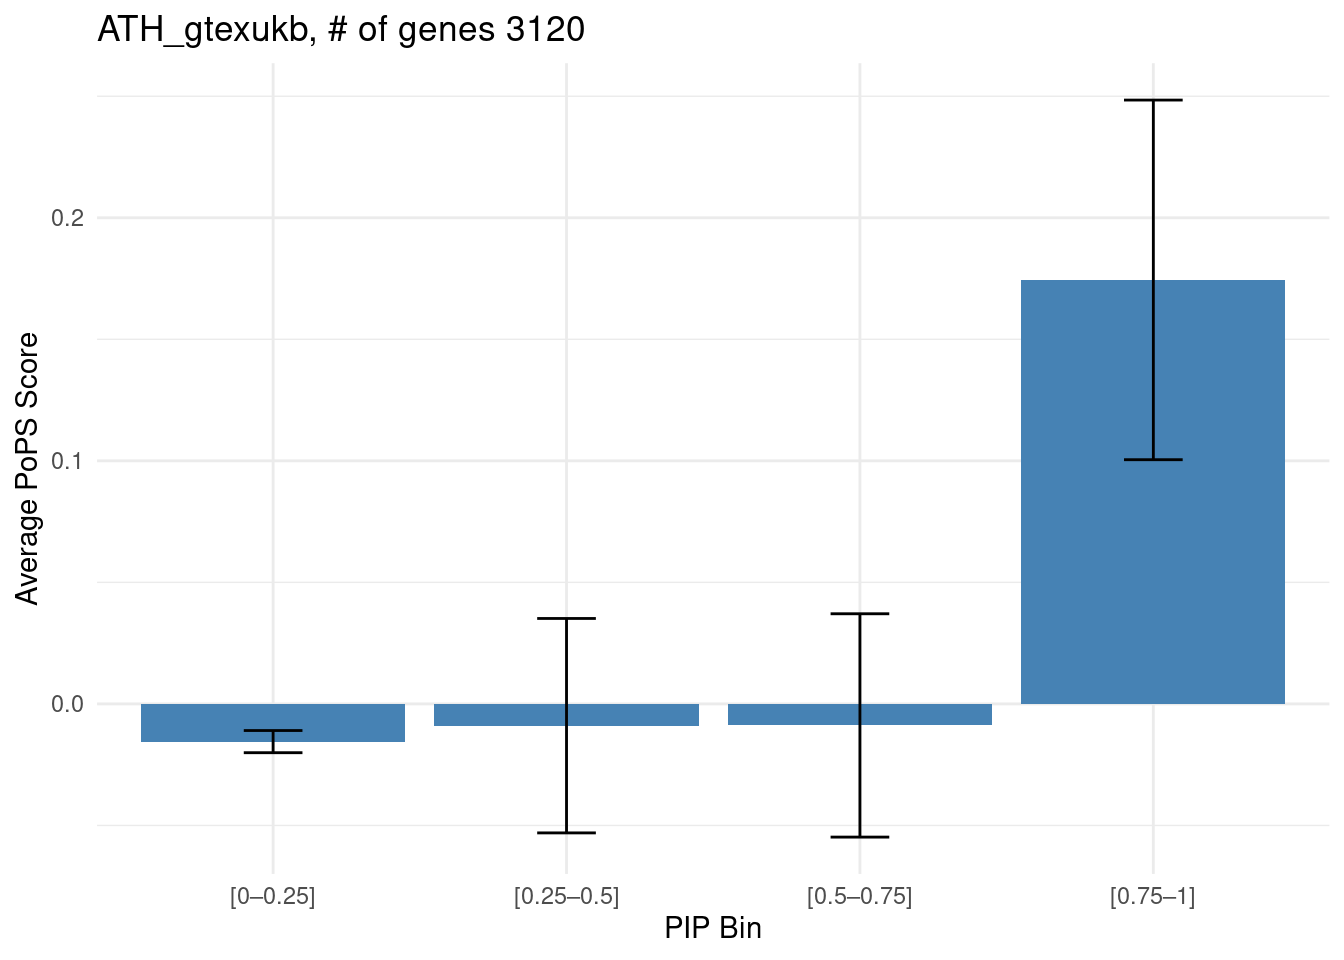 ATH_gtexukb, # of genes 3120
Average PoPS Score
0.2
0.1
0.0
[0–0.25]
[0.25–0.5]
[0.5–0.75]
[0.75–1]
PIP Bin